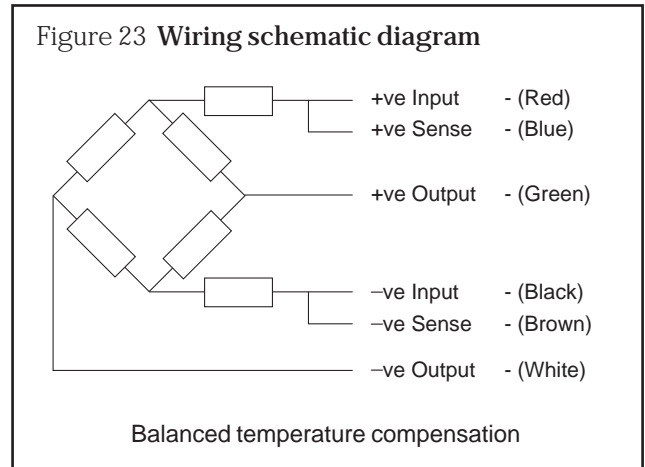 Figure 23 Wiring schematic diagram
+ve Input - (Red)
+ve Sense - (Blue)
+ve Output - (Green)
−ve Input - (Black)
−ve Sense - (Brown)
−ve Output - (White)
Balanced temperature compensation